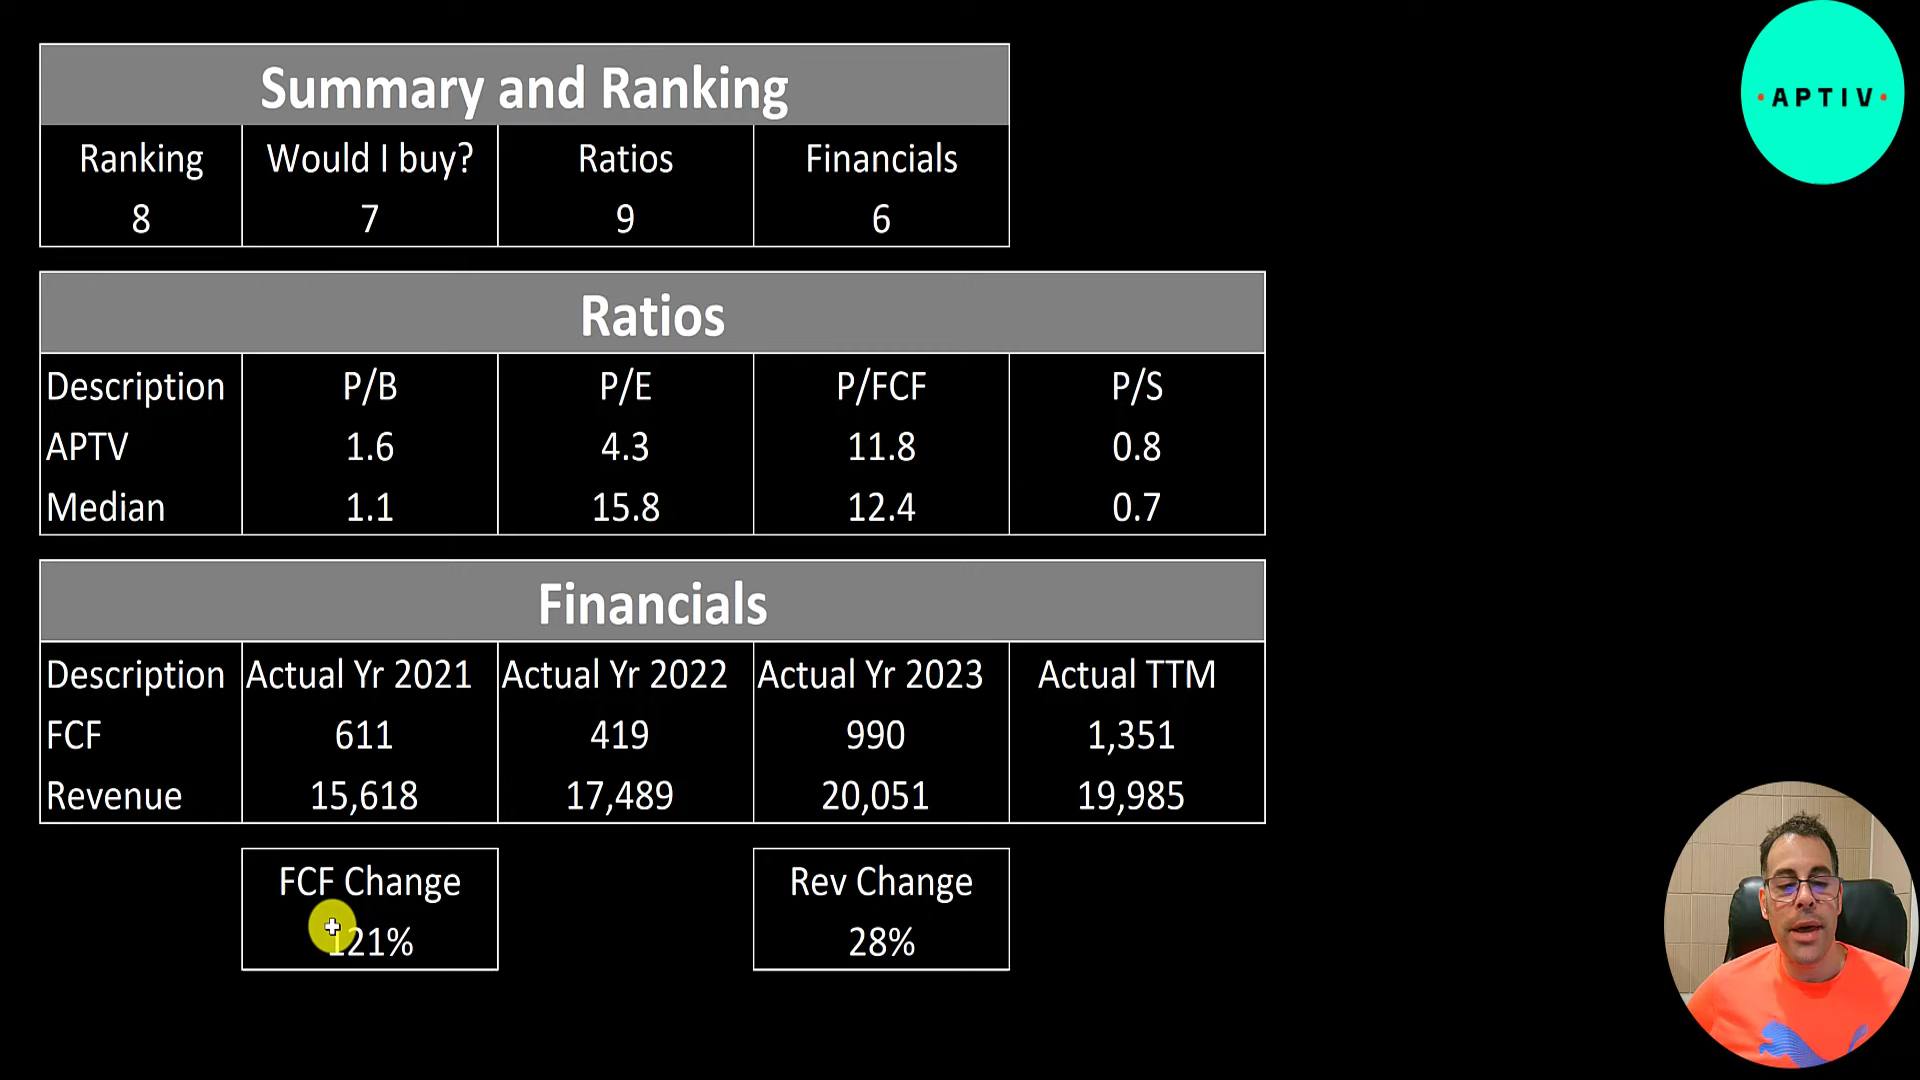 Summary and Ranking
Ranking Would I buy? Ratios Financials
8 7 9 6
APTIV
Ratios
Description P/B P/E P/FCF P/S
APTV 1.6 4.3 11.8 0.8
Median 1.1 15.8 12.4 0.7
Financials
Description Actual Yr 2021 Actual Yr 2022 Actual Yr 2023 Actual TTM
FCF 611 419 990 1,351
Revenue 15,618 17,489 20,051 19,985
FCF Change Rev Change
121% 28%